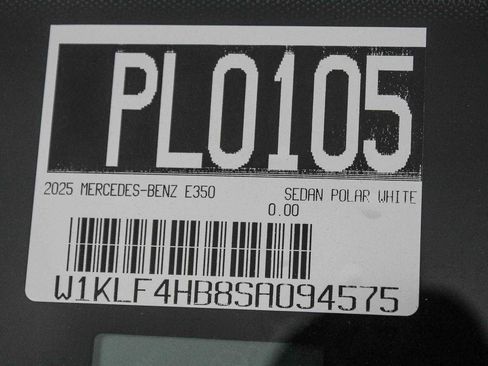 PL0105
2025 MERCEDES-BENZ E350 SEDAN POLAR WHITE
0.00
W1KLF4HB8SA094575